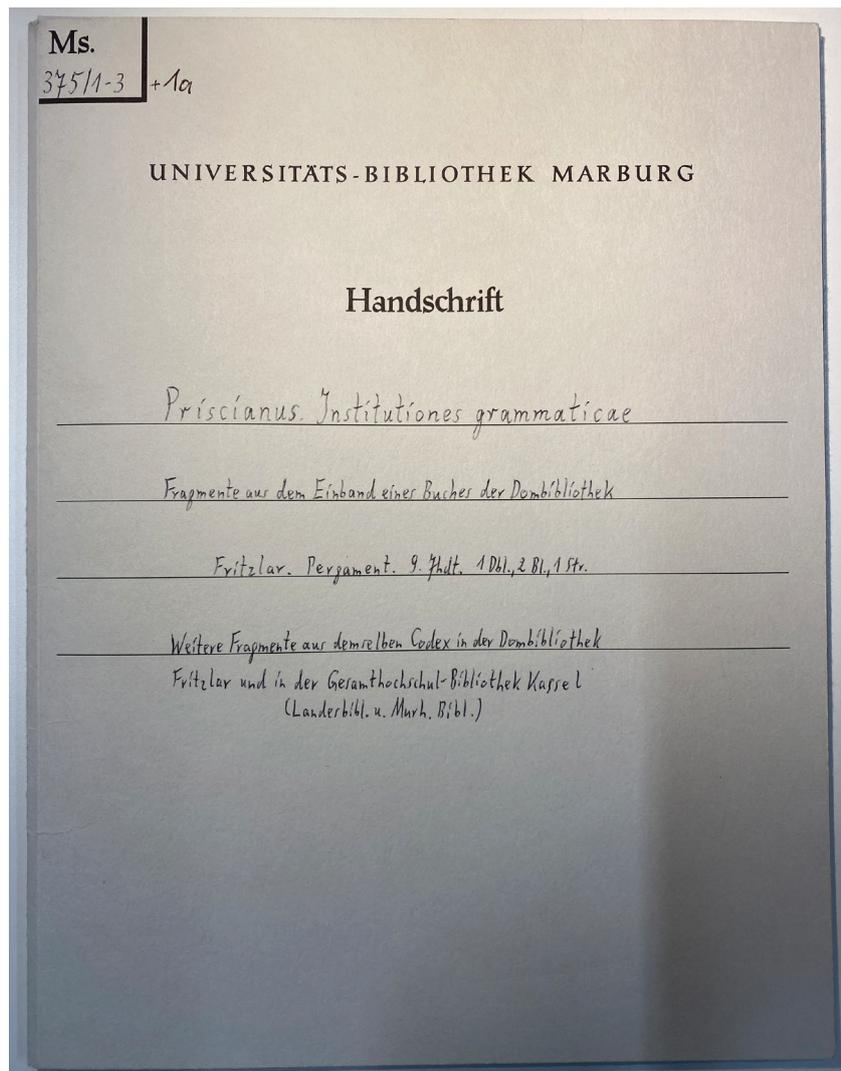 Ms.
375/1-3 +1a
UNIVERSITÄTS-BIBLIOTHEK MARBURG
Handschrift
Priscianus. Institutiones grammaticae
Fragmente aus dem Einband eines Buches der Dombibliothek
Fritzlar. Pergament. 9. Jhdt. 1 Dbl., 2 Bl., 1 Str.
Weitere Fragmente aus demselben Codex in der Dombibliothek
Fritzlar und in der Gesamthochschul-Bibliothek Kassel
(Landesbibl. u. Murh. Bibl.)